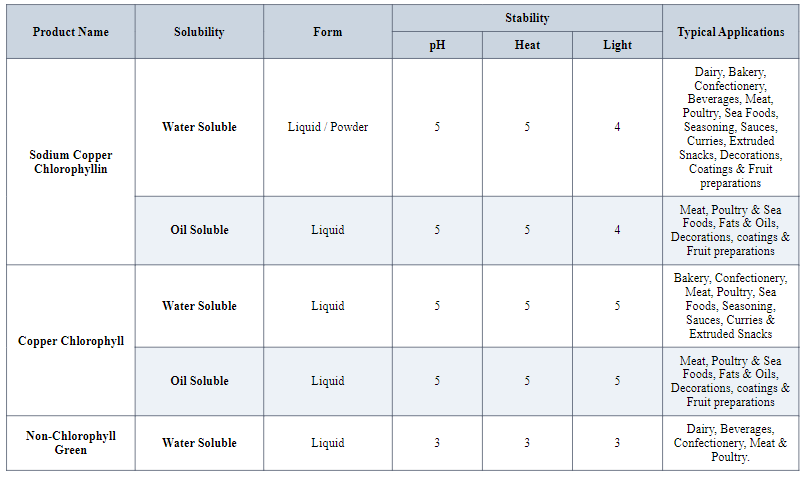 Product Name
Solubility
Form
Stability
pH
Heat
Light
Typical Applications
Sodium Copper
Chlorophyllin
Water Soluble
Liquid / Powder
5
5
4
Dairy, Bakery,
Confectionery,
Beverages, Meat,
Poultry, Sea Foods,
Seasoning, Sauces,
Curries, Extruded
Snacks, Decorations,
Coatings & Fruit
preparations
Oil Soluble
Liquid
5
5
4
Meat, Poultry & Sea
Foods, Fats & Oils,
Decorations, coatings &
Fruit preparations
Copper Chlorophyll
Water Soluble
Liquid
5
5
5
Bakery, Confectionery,
Meat, Poultry, Sea
Foods, Seasoning,
Sauces, Curries &
Extruded Snacks
Oil Soluble
Liquid
5
5
5
Meat, Poultry & Sea
Foods, Fats & Oils,
Decorations, coatings &
Fruit preparations
Non-Chlorophyll
Green
Water Soluble
Liquid
3
3
3
Dairy, Beverages,
Confectionery, Meat &
Poultry.